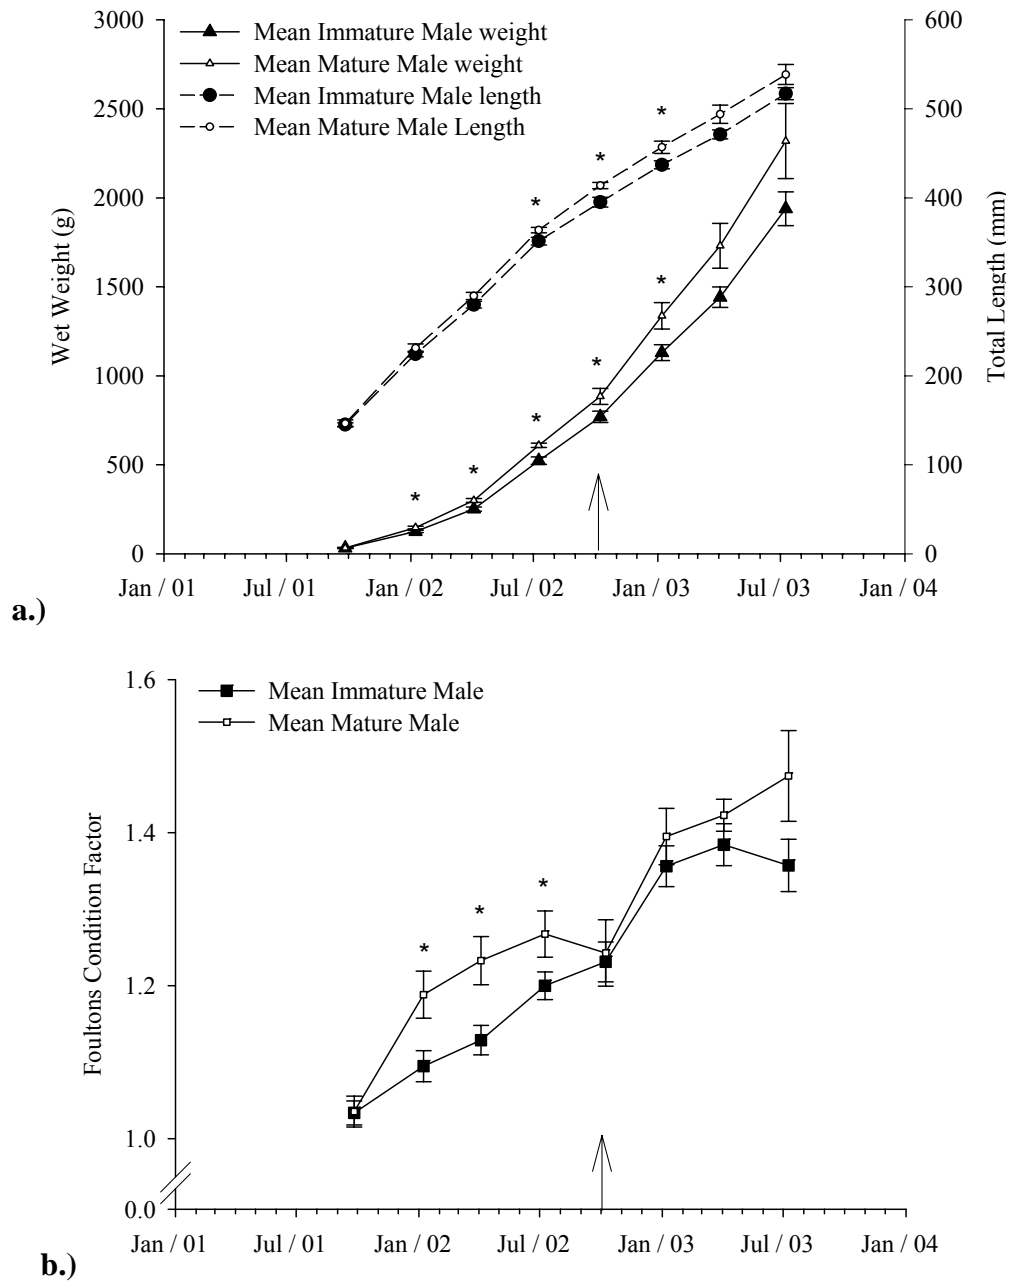 3000
2500
2000
1500
1000
500
0
Wet Weight (g)
Mean Immature Male weight
Mean Mature Male weight
Mean Immature Male length
Mean Mature Male Length
* * *
* * * * *
600
500
400
300
200
100
0
Total Length (mm)
Jan / 01 Jul / 01 Jan / 02 Jul / 02 Jan / 03 Jul / 03 Jan / 04
a.)
1.6
1.4
1.2
1.0
0.0
Foultons Condition Factor
Mean Immature Male
Mean Mature Male
* * *
Jan / 01 Jul / 01 Jan / 02 Jul / 02 Jan / 03 Jul / 03 Jan / 04
b.)